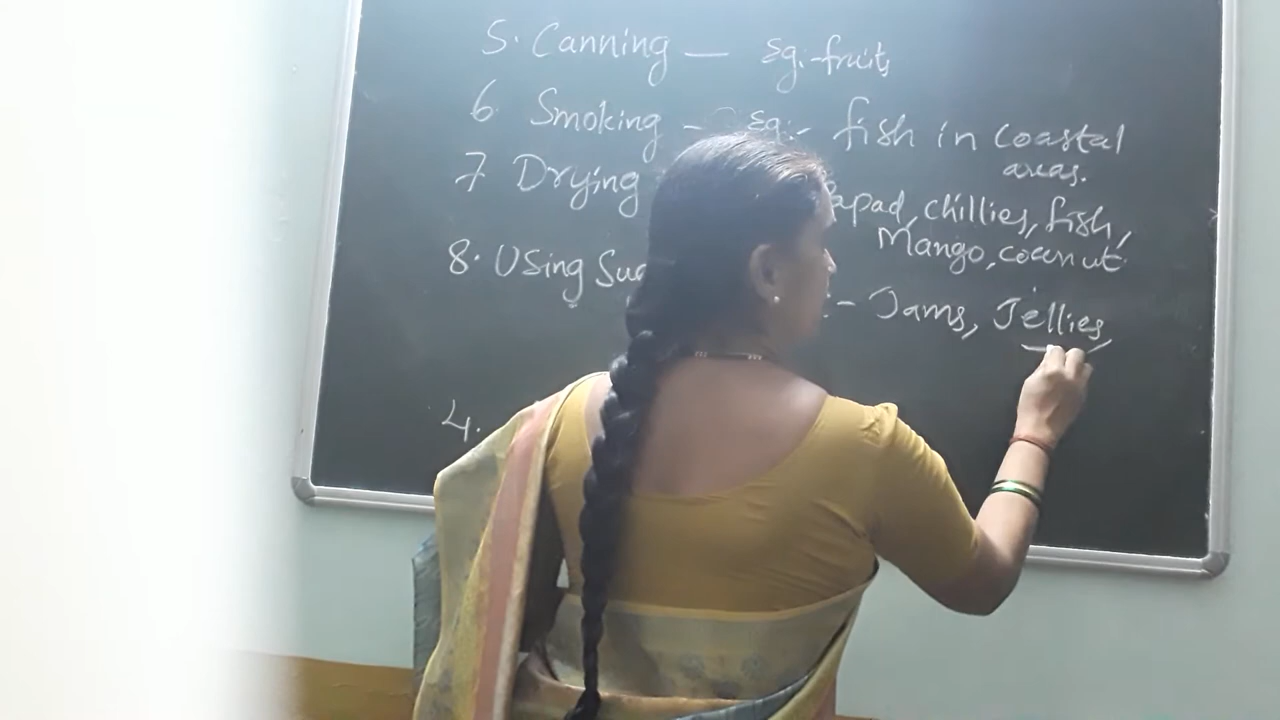 5. Canning — Eg:- fruits
6 Smoking - Eg:- fish in coastal
areas.
7 Drying
apad, chillies, fish,
Mango, coconut.
8. Using Su :- Jams, Jellies,
4.